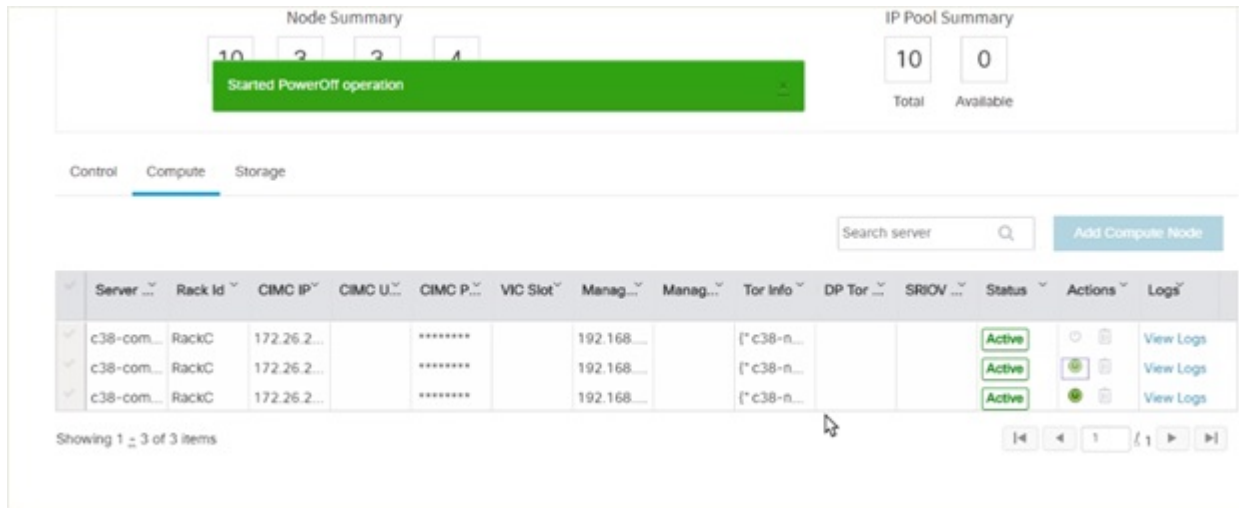 Node Summary
IP Pool Summary
10 3 3 4
10 0
Started PowerOff operation
Total Available
Control Compute Storage
Search server
Add Compute Node
Server ... Rack Id CIMC IP CIMC U... CIMC P... VIC Slot Manag... Manag... Tor Info DP Tor ... SRIOV ... Status Actions Logs
c38-com... RackC 172.26.2... ******** 192.168.... {"c38-n... Active View Logs
c38-com... RackC 172.26.2... ******** 192.168.... {"c38-n... Active View Logs
c38-com... RackC 172.26.2... ******** 192.168.... {"c38-n... Active View Logs
Showing 1 - 3 of 3 items
1 / 1